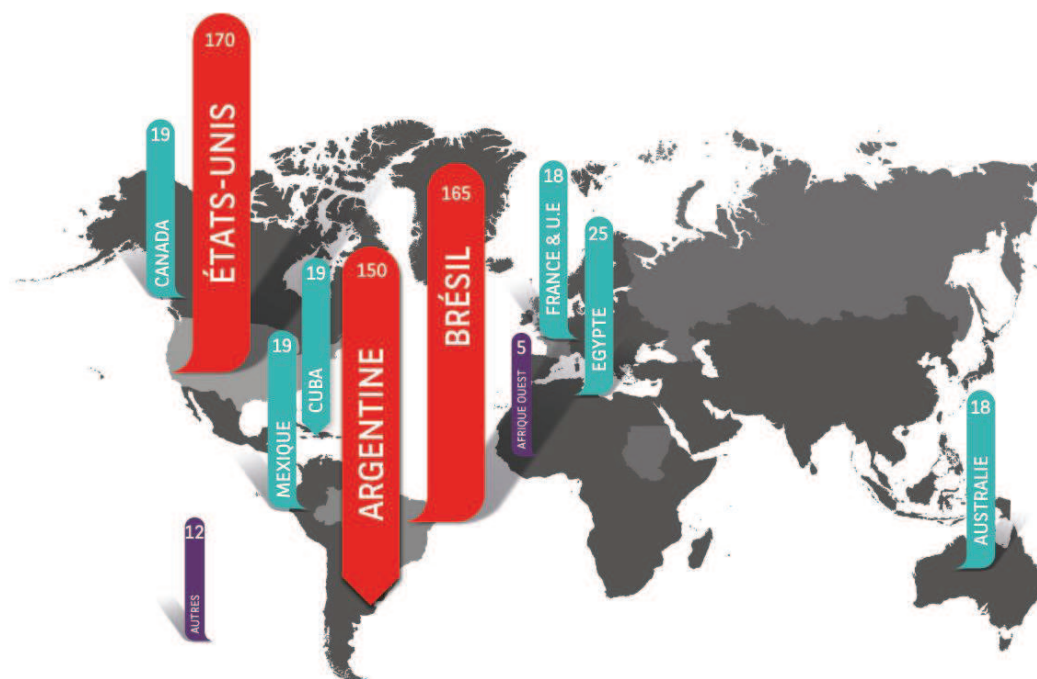 170
ÉTATS-UNIS
19
CANADA
165
BRÉSIL
18
FRANCE & U.E
25
EGYPTE
150
ARGENTINE
19
CUBA
19
MEXIQUE
5
AFRIQUE OUEST
18
AUSTRALIE
12
AUTRES